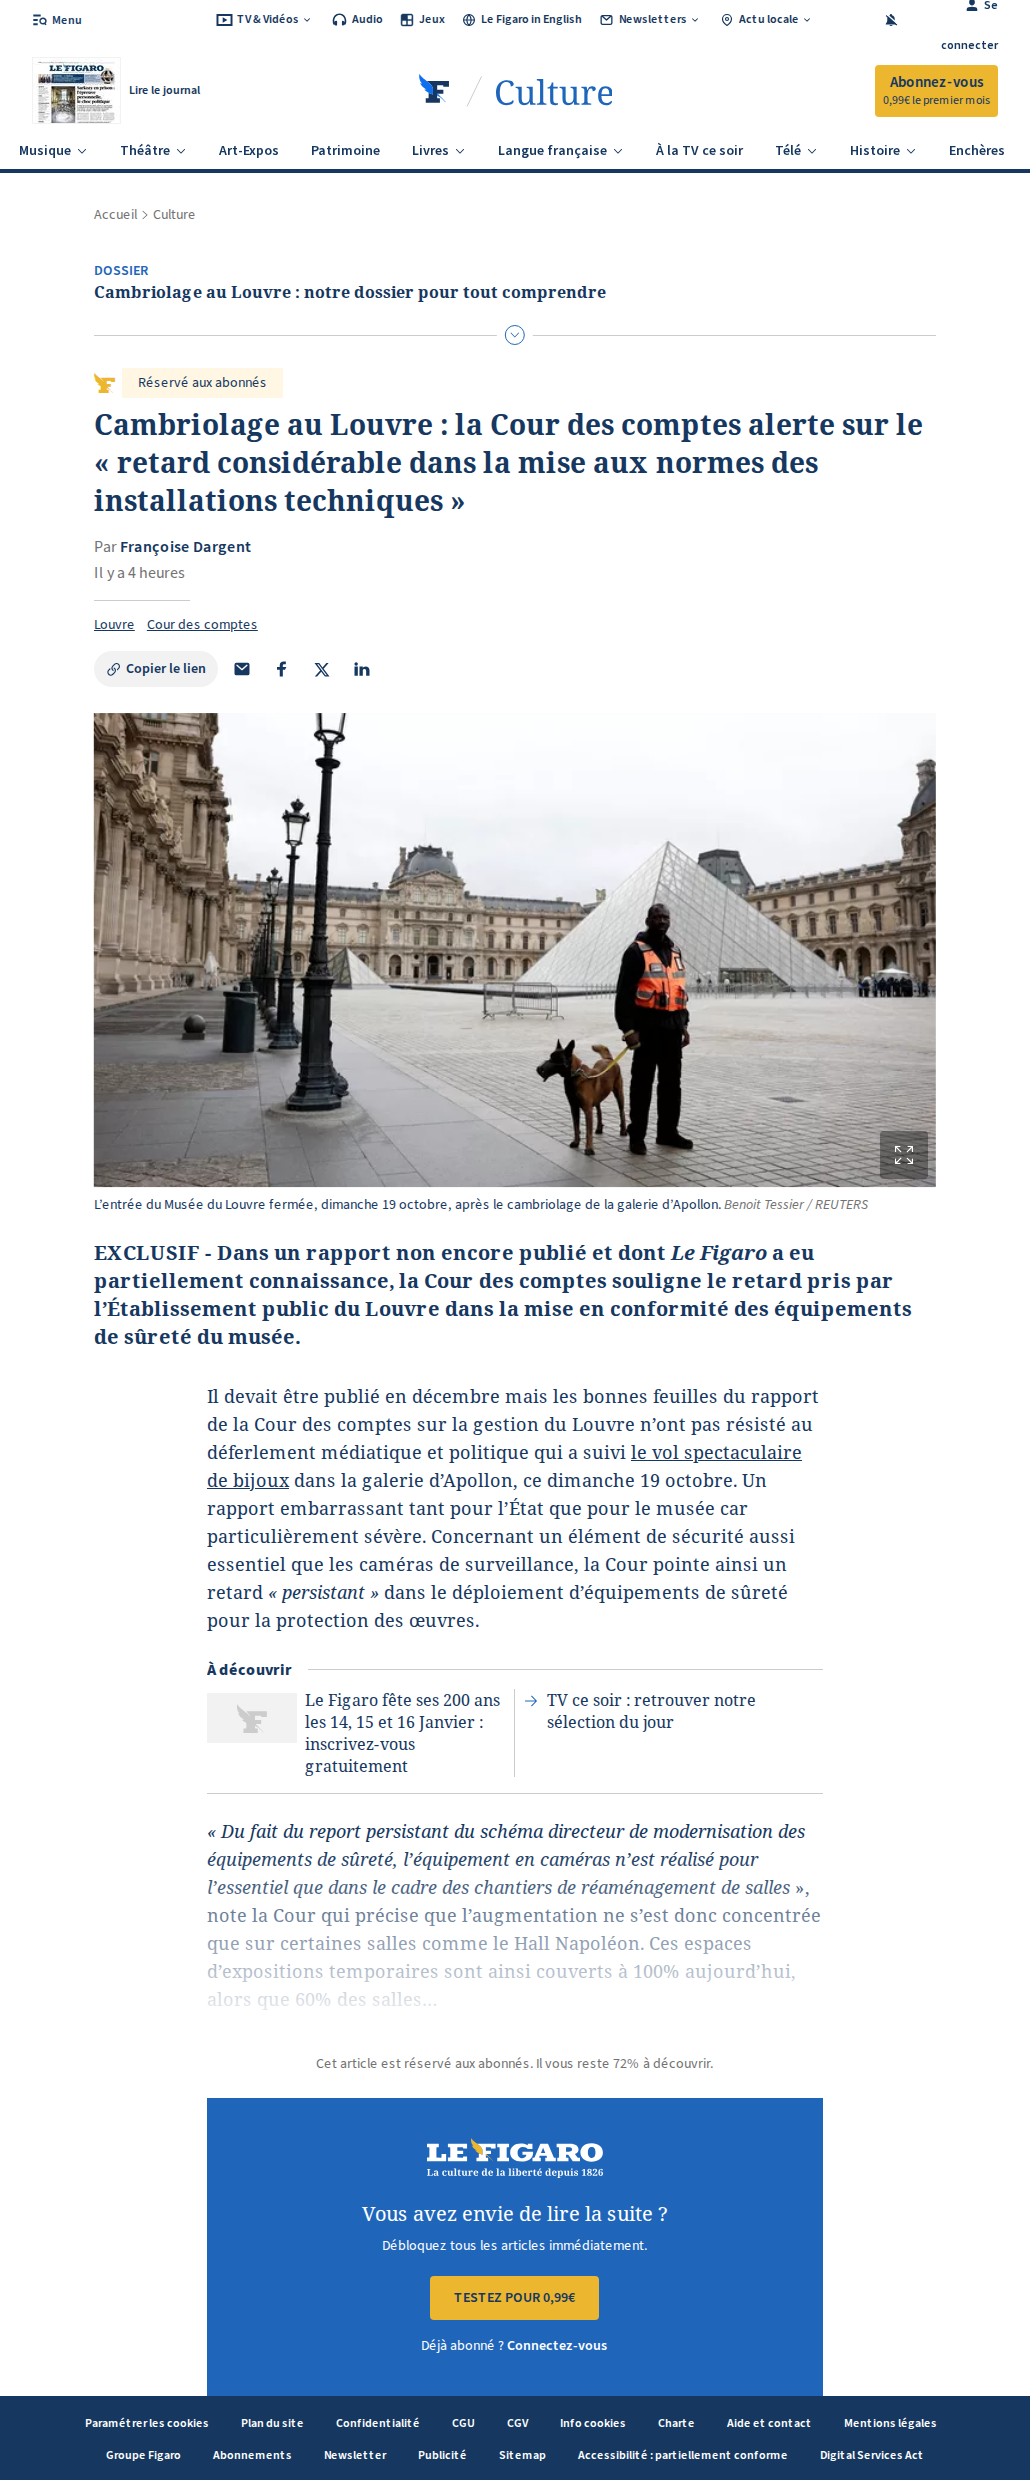 Menu
TV & Vidéos
Audio
Jeux
Le Figaro in English
Newsletters
Actu locale
Se connecter
LE FIGARO
Sarkozy en prison :
l'épreuve
personnelle,
le choc politique
Lire le journal
F / Culture
Abonnez-vous
0,99€ le premier mois
Musique
Théâtre
Art-Expos
Patrimoine
Livres
Langue française
À la TV ce soir
Télé
Histoire
Enchères
Accueil > Culture
DOSSIER
Cambriolage au Louvre : notre dossier pour tout comprendre
Réservé aux abonnés
Cambriolage au Louvre : la Cour des comptes alerte sur le
« retard considérable dans la mise aux normes des
installations techniques »
Par Françoise Dargent
Il y a 4 heures
Louvre Cour des comptes
Copier le lien
L’entrée du Musée du Louvre fermée, dimanche 19 octobre, après le cambriolage de la galerie d’Apollon. Benoit Tessier / REUTERS
EXCLUSIF - Dans un rapport non encore publié et dont Le Figaro a eu
partiellement connaissance, la Cour des comptes souligne le retard pris par
l’Établissement public du Louvre dans la mise en conformité des équipements
de sûreté du musée.
Il devait être publié en décembre mais les bonnes feuilles du rapport
de la Cour des comptes sur la gestion du Louvre n’ont pas résisté au
déferlement médiatique et politique qui a suivi le vol spectaculaire
de bijoux dans la galerie d’Apollon, ce dimanche 19 octobre. Un
rapport embarrassant tant pour l’État que pour le musée car
particulièrement sévère. Concernant un élément de sécurité aussi
essentiel que les caméras de surveillance, la Cour pointe ainsi un
retard « persistant » dans le déploiement d’équipements de sûreté
pour la protection des œuvres.
À découvrir
Le Figaro fête ses 200 ans
les 14, 15 et 16 Janvier :
inscrivez-vous
gratuitement
TV ce soir : retrouver notre
sélection du jour
« Du fait du report persistant du schéma directeur de modernisation des
équipements de sûreté, l’équipement en caméras n’est réalisé pour
l’essentiel que dans le cadre des chantiers de réaménagement de salles »,
note la Cour qui précise que l’augmentation ne s’est donc concentrée
que sur certaines salles comme le Hall Napoléon. Ces espaces
d’expositions temporaires sont ainsi couverts à 100% aujourd’hui,
alors que 60% des salles...
Cet article est réservé aux abonnés. Il vous reste 72% à découvrir.
LE FIGARO
La culture de la liberté depuis 1826
Vous avez envie de lire la suite ?
Débloquez tous les articles immédiatement.
TESTEZ POUR 0,99€
Déjà abonné ? Connectez-vous
Paramétrer les cookies
Plan du site
Confidentialité
CGU
CGV
Info cookies
Charte
Aide et contact
Mentions légales
Groupe Figaro
Abonnements
Newsletter
Publicité
Sitemap
Accessibilité : partiellement conforme
Digital Services Act